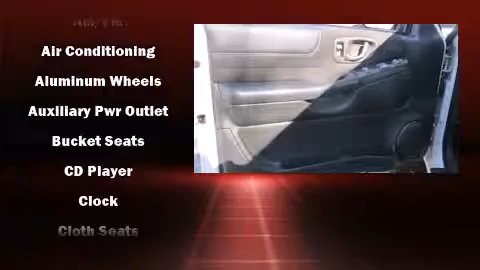 Air Conditioning
Aluminum Wheels
Auxiliary Pwr Outlet
Bucket Seats
CD Player
Clock
Cloth Seats